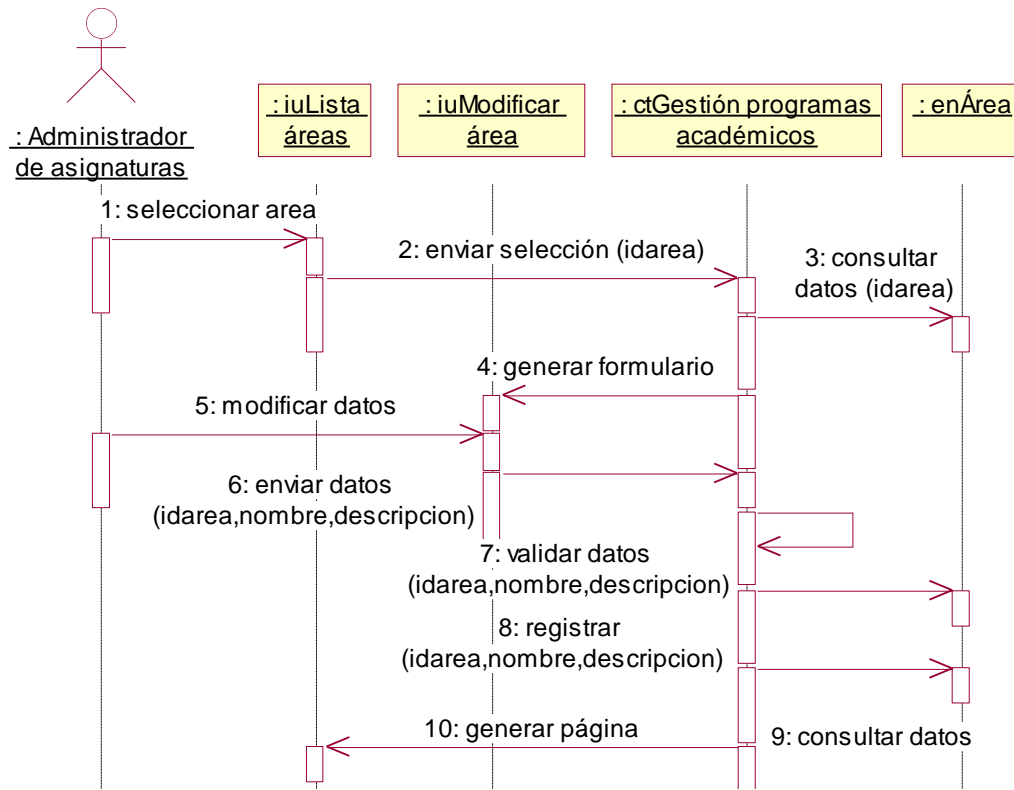 : Administrador
de asignaturas
: iuLista
áreas
: iuModificar
área
: ctGestión programas
académicos
: enÁrea
1: seleccionar area
2: enviar selección (idarea)
3: consultar
datos (idarea)
4: generar formulario
5: modificar datos
6: enviar datos
(idarea,nombre,descripcion)
7: validar datos
(idarea,nombre,descripcion)
8: registrar
(idarea,nombre,descripcion)
9: consultar datos
10: generar página